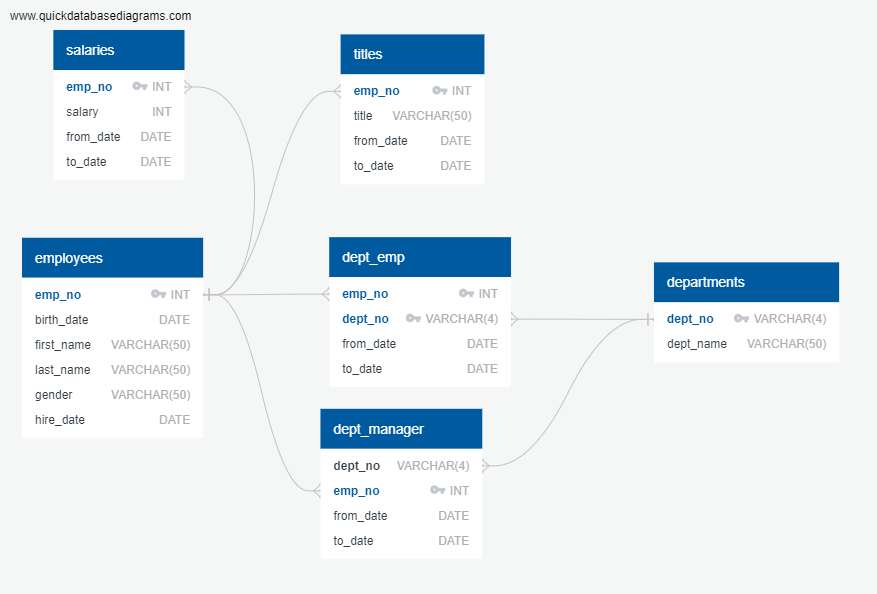 www.quickdatabasediagrams.com
salaries
emp_no INT
salary INT
from_date DATE
to_date DATE
titles
emp_no INT
title VARCHAR(50)
from_date DATE
to_date DATE
employees
emp_no INT
birth_date DATE
first_name VARCHAR(50)
last_name VARCHAR(50)
gender VARCHAR(50)
hire_date DATE
dept_emp
emp_no INT
dept_no VARCHAR(4)
from_date DATE
to_date DATE
departments
dept_no VARCHAR(4)
dept_name VARCHAR(50)
dept_manager
dept_no VARCHAR(4)
emp_no INT
from_date DATE
to_date DATE